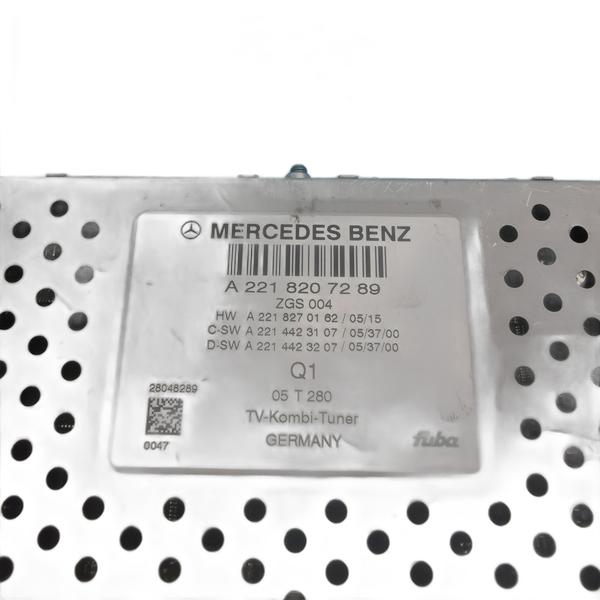 MERCEDES BENZ
A 221 820 72 89
ZGS 004
HW A 221 827 01 62 / 05/15
C-SW A 221 442 31 07 / 05/37/00
D-SW A 221 442 32 07 / 05/37/00
Q1
28048289
05 T 280
TV-Kombi-Tuner
0047
GERMANY
fuba